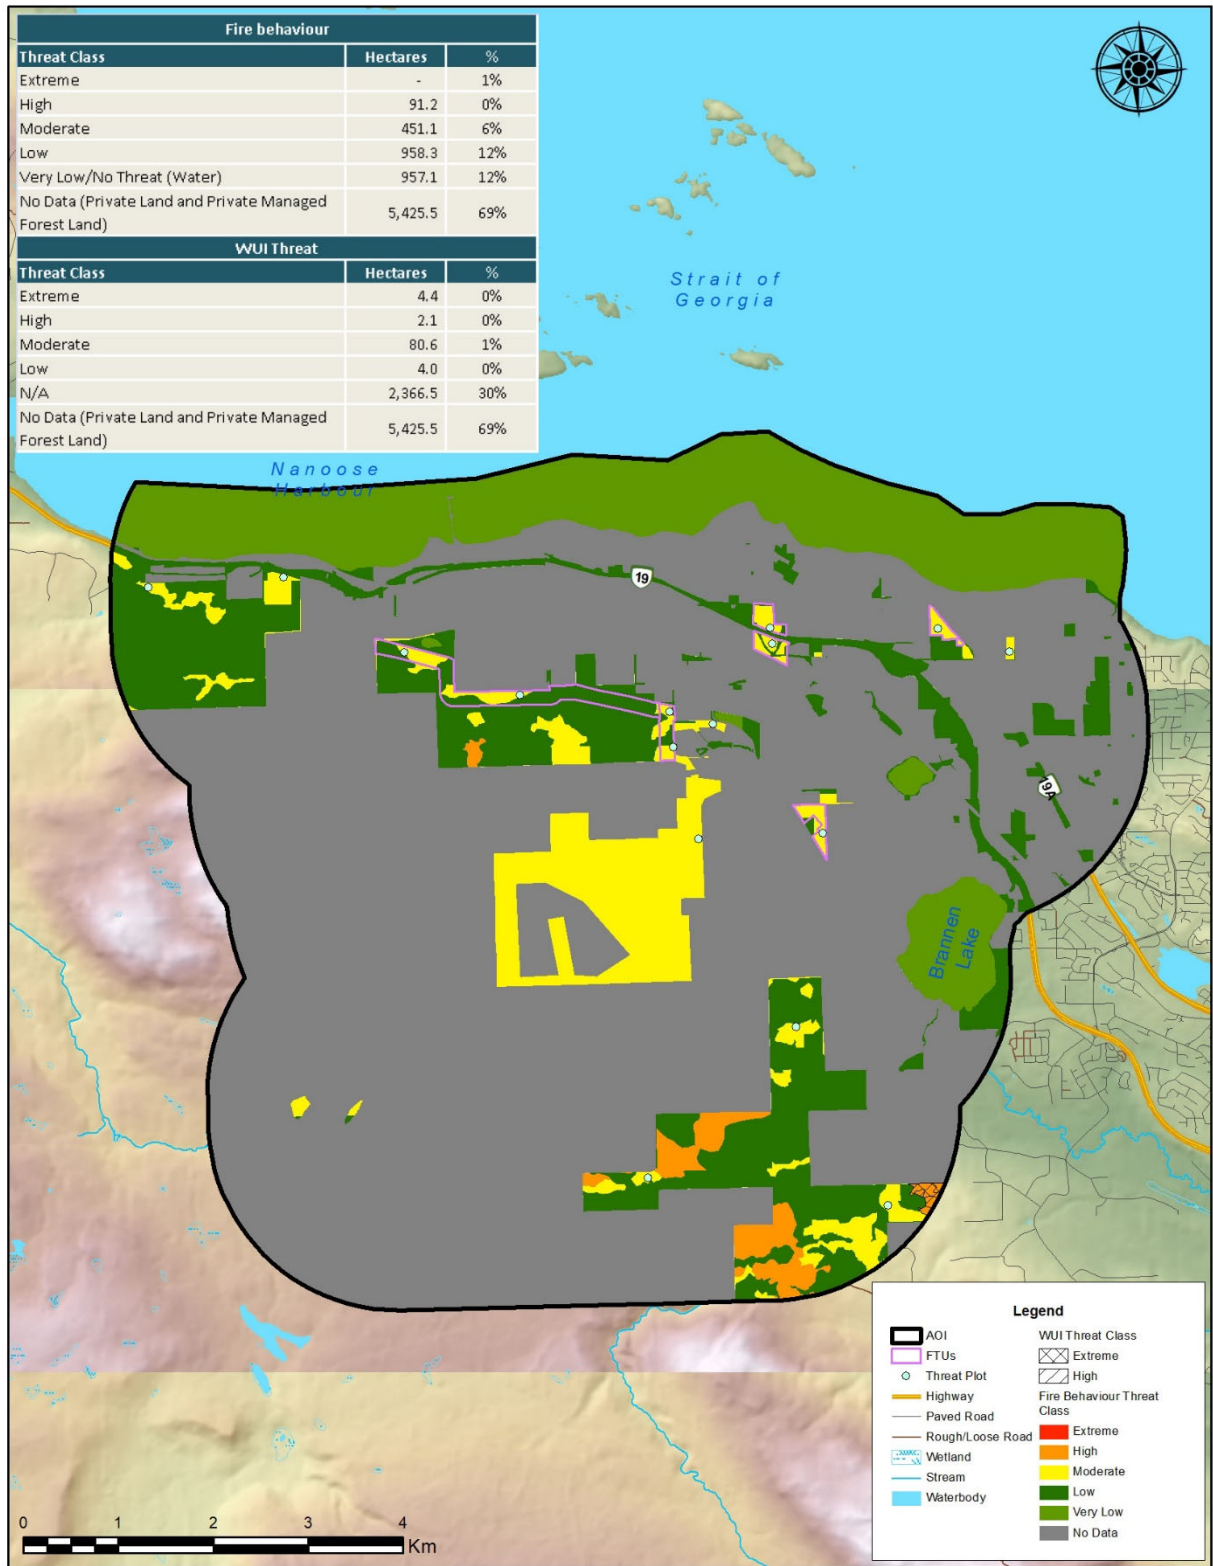 Fire behaviour
Threat Class Hectares %
Extreme - 1%
High 91.2 0%
Moderate 451.1 6%
Low 958.3 12%
Very Low/No Threat (Water) 957.1 12%
No Data (Private Land and Private Managed
Forest Land) 5,425.5 69%
WUI Threat
Threat Class Hectares %
Extreme 4.4 0%
High 2.1 0%
Moderate 80.6 1%
Low 4.0 0%
N/A 2,366.5 30%
No Data (Private Land and Private Managed
Forest Land) 5,425.5 69%
Strait of
Georgia
Nanoose
Harbour
19
19A
Brannen
Lake
Legend
AOI
FTUs
Threat Plot
Highway
Paved Road
Rough/Loose Road
Wetland
Stream
Waterbody
WUI Threat Class
Extreme
High
Fire Behaviour Threat
Class
Extreme
High
Moderate
Low
Very Low
No Data
0 1 2 3 4
Km